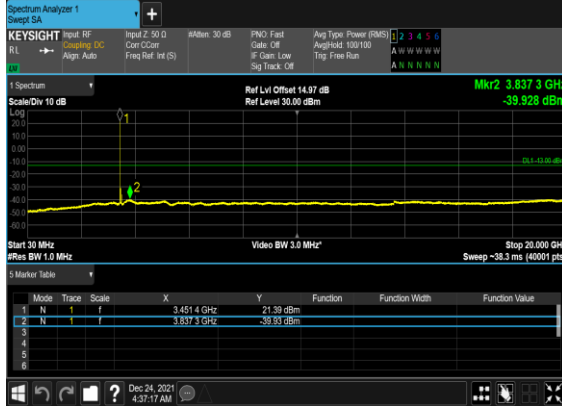 Spectrum Analyzer 1
Swept SA
+
KEYSIGHT Input: RF Input Z: 50 Ω #Atten: 30 dB PNO: Fast Avg Type: Power (RMS) 1 2 3 4 5 6
RL Coupling: DC Corr CCorr Gate: Off Avg|Hold: 100/100 A W W W W W
Align: Auto Freq Ref: Int (S) IF Gain: Low Trig: Free Run
LXI Sig Track: Off A N N N N N
1 Spectrum Ref Lvl Offset 14.97 dB Mkr2 3.837 3 GHz
Scale/Div 10 dB Ref Level 30.00 dBm -39.928 dBm
Log
20.0
10.0
0.00
-10.0
-20.0
-30.0
-40.0
-50.0
-60.0
1
2
DL1 -13.00 dBm
Start 30 MHz Video BW 3.0 MHz* Stop 20.000 GHz
#Res BW 1.0 MHz Sweep ~38.3 ms (40001 pts)
5 Marker Table
Mode Trace Scale X Y Function Function Width Function Value
1 N 1 f 3.451 4 GHz 21.39 dBm
2 N 1 f 3.837 3 GHz -39.93 dBm
3
4
5
6
? Dec 24, 2021
4:37:17 AM